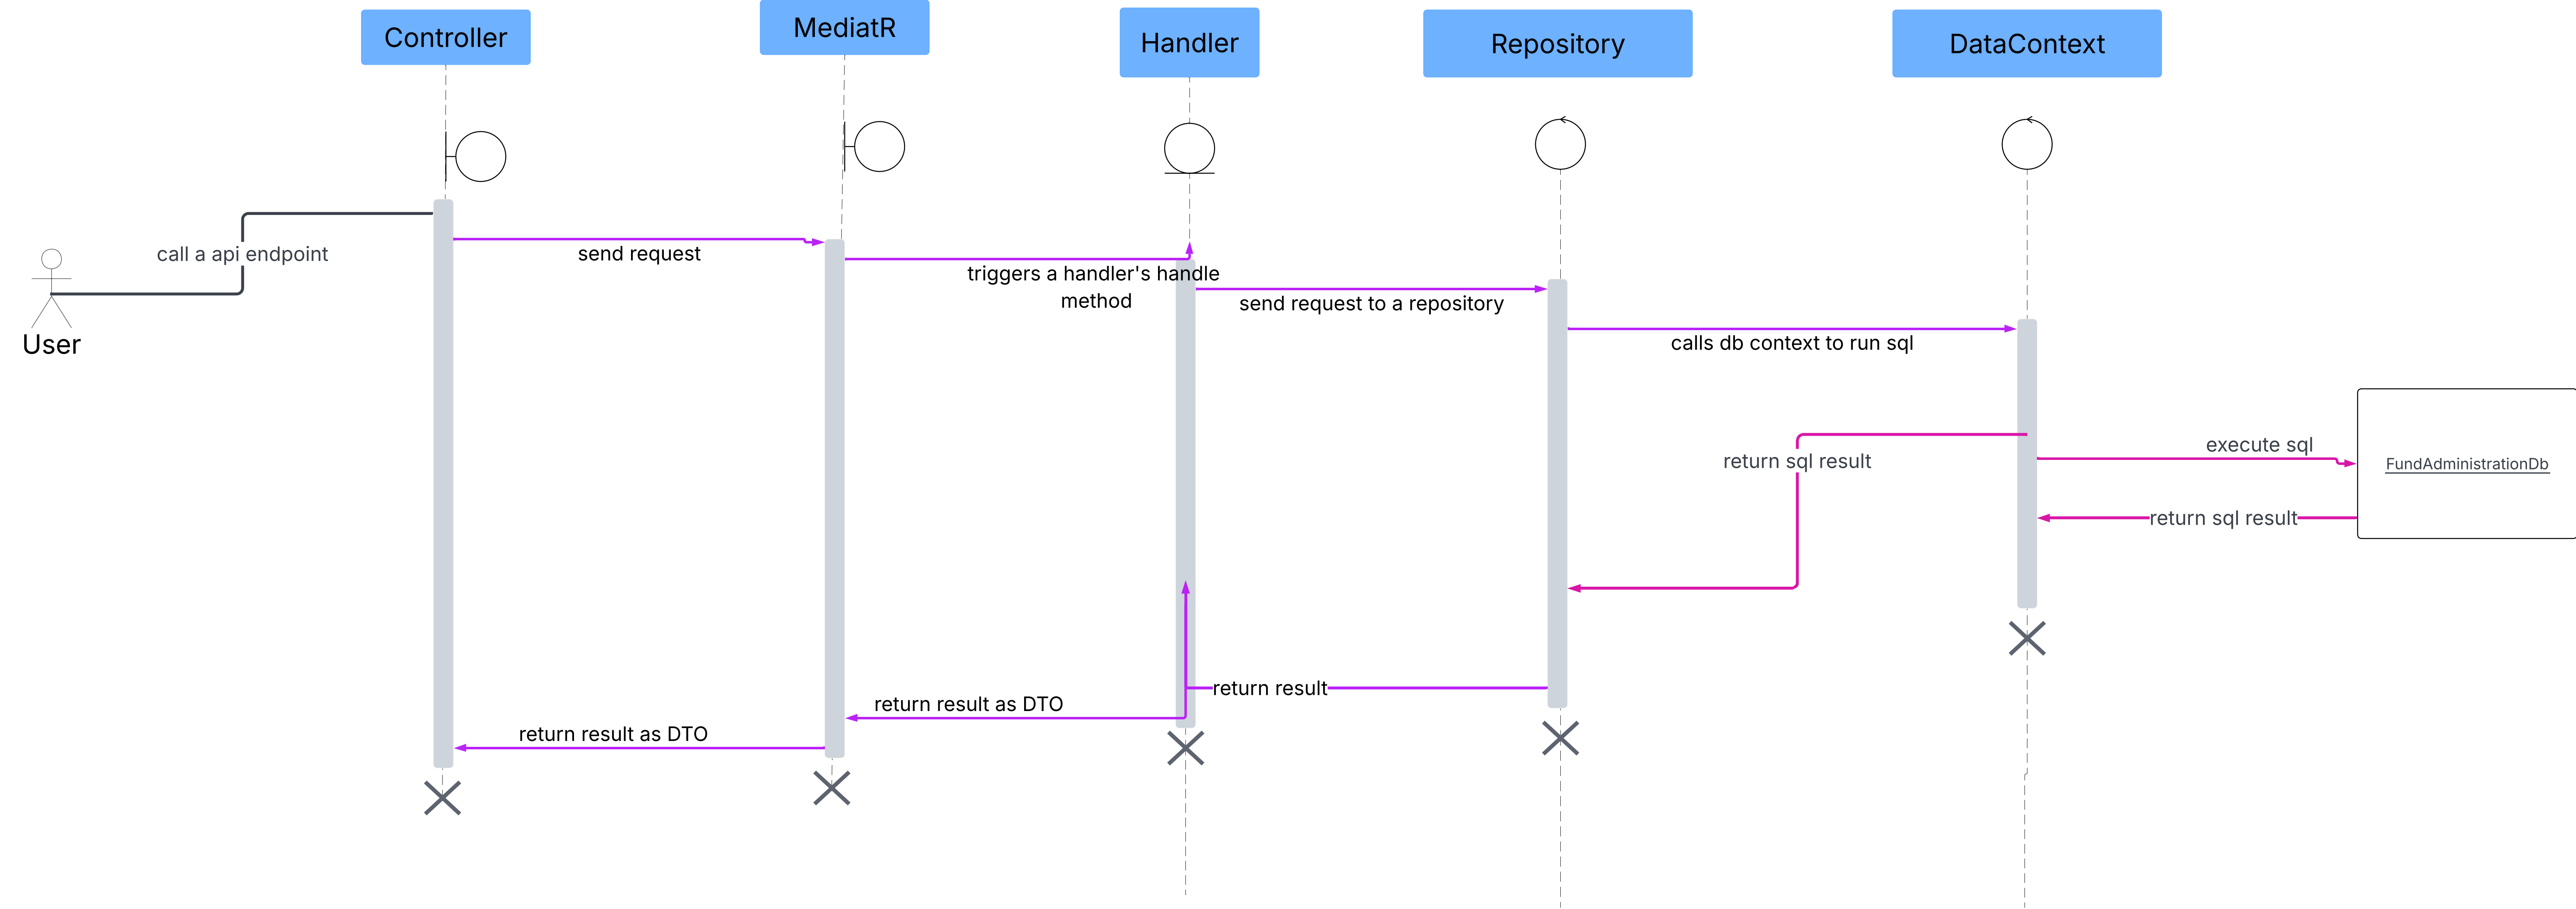 Controller
MediatR
Handler
Repository
DataContext
call a api endpoint
User
send request
triggers a handler's handle
method
send request to a repository
calls db context to run sql
execute sql
return sql result
FundAdministrationDb
return sql result
return result
return result as DTO
return result as DTO